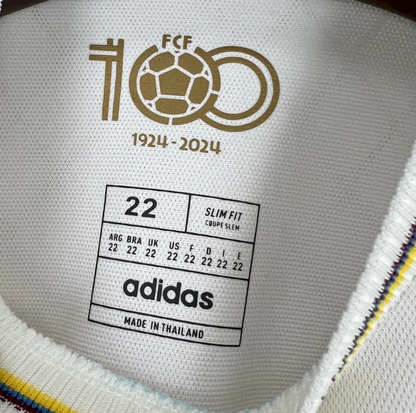 FCF
100
1924 - 2024
22
SLIM FIT
COUPE SLEM
ARG BRA UK US F D I E
22 22 22 22 22 22 22 22
adidas
MADE IN THAILAND